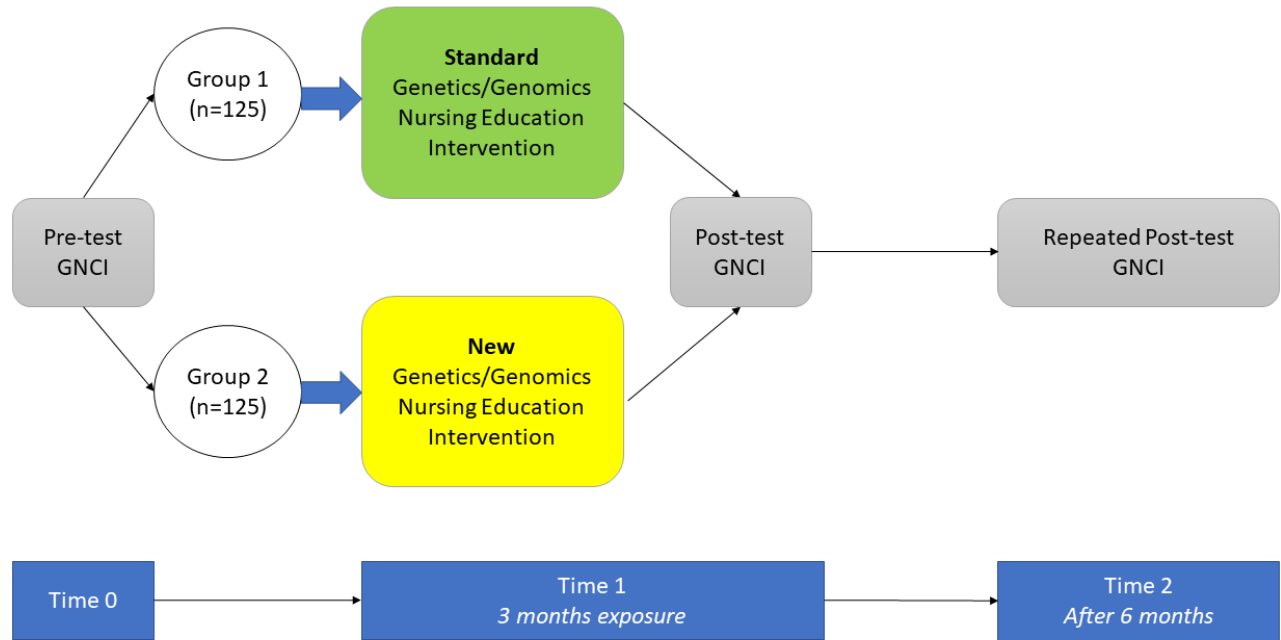 Pre-test
GNCI
Group 1
(n=125)
Standard
Genetics/Genomics
Nursing Education
Intervention
Group 2
(n=125)
New
Genetics/Genomics
Nursing Education
Intervention
Post-test
GNCI
Repeated Post-test
GNCI
Time 0
Time 1
3 months exposure
Time 2
After 6 months